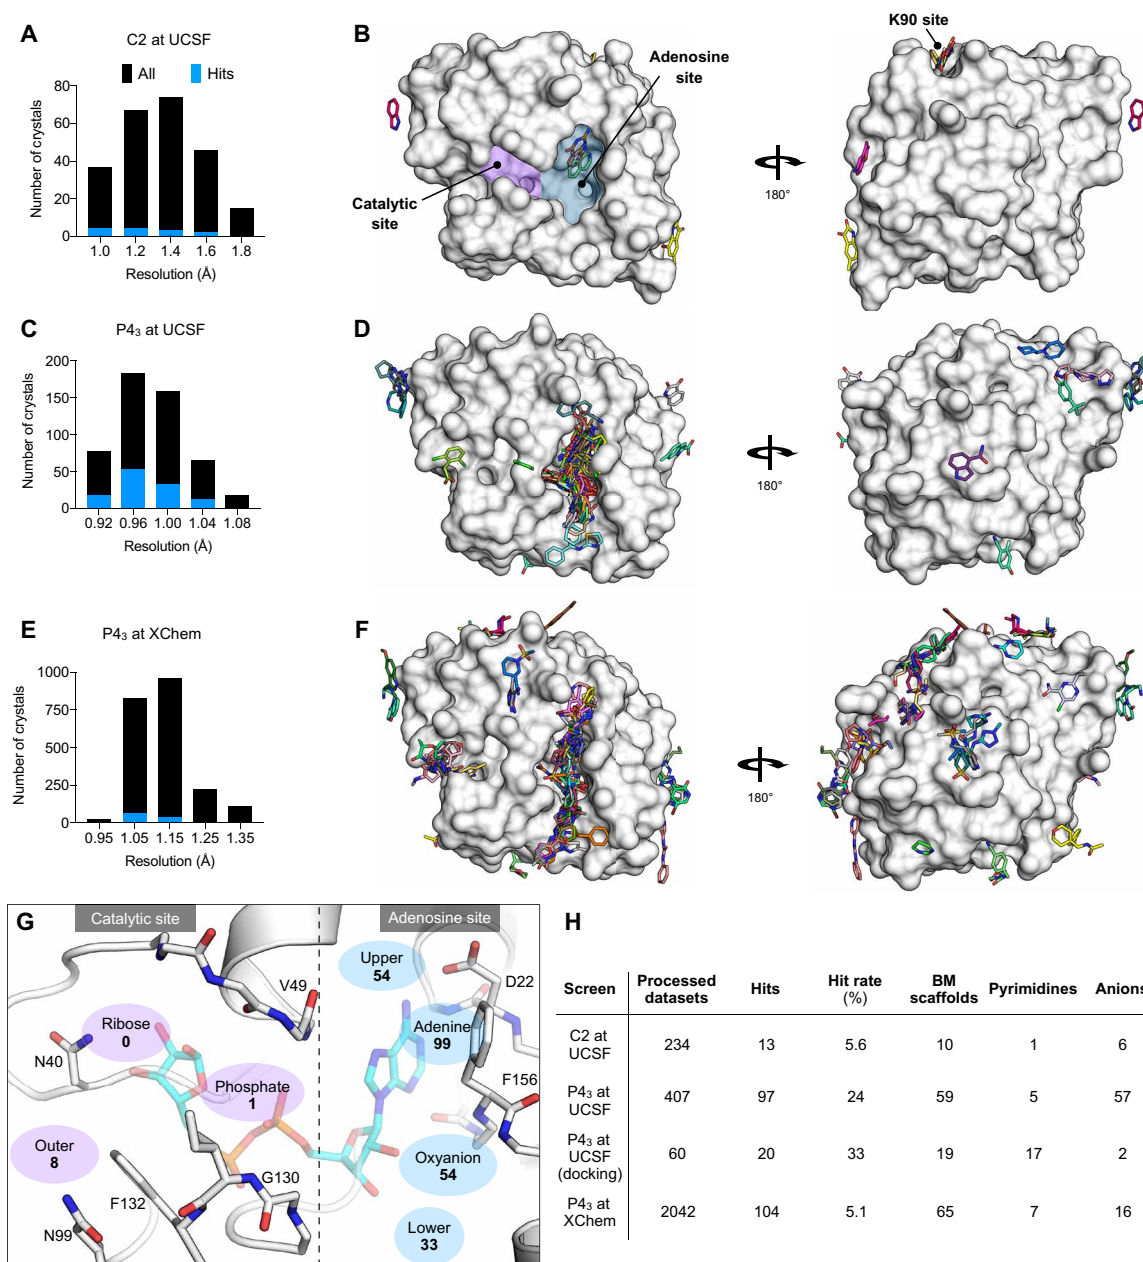 A
C2 at UCSF
All
Hits
Number of crystals
80
60
40
20
0
1.0 1.2 1.4 1.6 1.8
Resolution (Å)
B
Adenosine
site
Catalytic
site
180°
K90 site
C
P4₃ at UCSF
Number of crystals
200
150
100
50
0
0.92 0.96 1.00 1.04 1.08
Resolution (Å)
D
180°
E
P4₃ at XChem
Number of crystals
1000
750
500
250
0
0.95 1.05 1.15 1.25 1.35
Resolution (Å)
F
180°
G
Catalytic site
Adenosine site
Upper
54
D22
V49
Ribose
0
Adenine
99
N40
F156
Phosphate
1
Outer
8
Oxyanion
54
G130
F132
N99
Lower
33
H
Screen Processed datasets Hits Hit rate (%) BM scaffolds Pyrimidines Anions
C2 at UCSF 234 13 5.6 10 1 6
P4₃ at UCSF 407 97 24 59 5 57
P4₃ at UCSF (docking) 60 20 33 19 17 2
P4₃ at XChem 2042 104 5.1 65 7 16